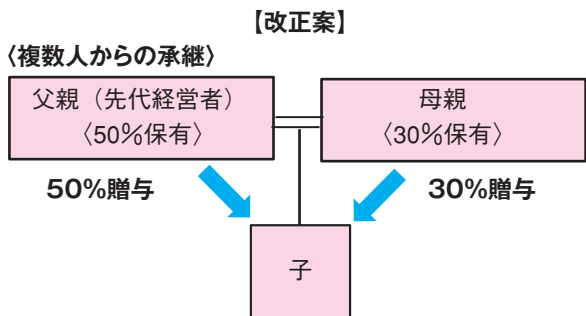 【改正案】
〈複数人からの承継〉
父親（先代経営者）
〈50%保有〉
母親
〈30%保有〉
50%贈与
30%贈与
子